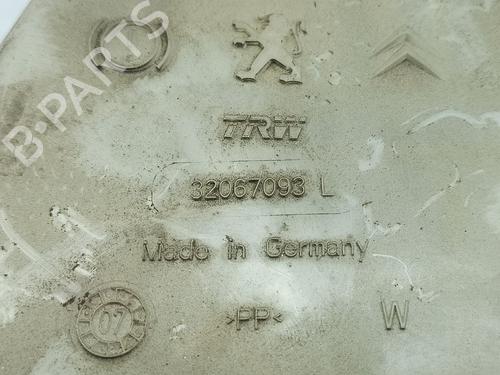 B-PARTS
TRW
32067093 L
Made in Germany
07
>PP<
W